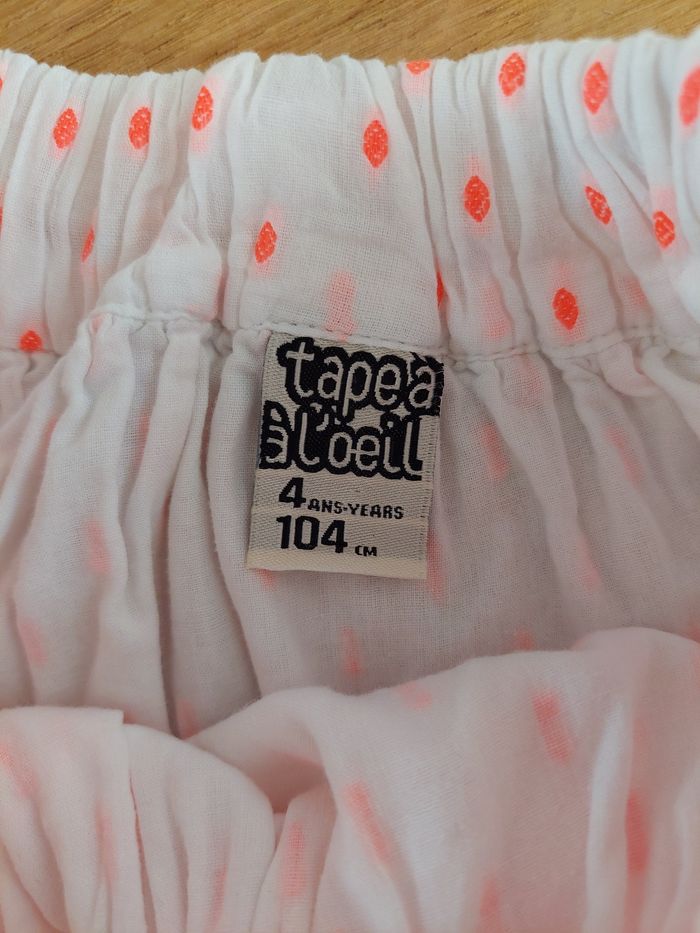 tape à
à l'oeil
4 ANS-YEARS
104 CM